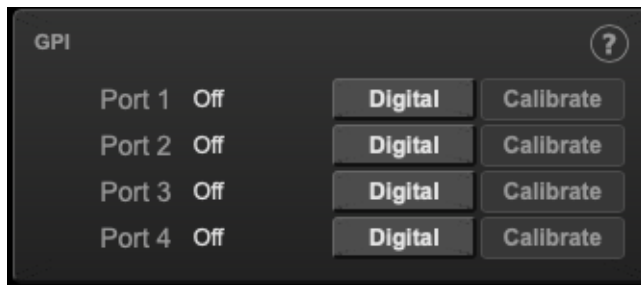 GPI ?
Port 1 Off Digital Calibrate
Port 2 Off Digital Calibrate
Port 3 Off Digital Calibrate
Port 4 Off Digital Calibrate